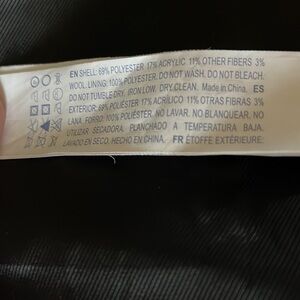 EN SHELL: 69% POLYESTER 17% ACRYLIC 11% OTHER FIBERS 3%
WOOL. LINING: 100% POLYESTER. DO NOT WASH. DO NOT BLEACH.
DO NOT TUMBLE DRY. IRON LOW. DRY CLEAN. Made in China. ES
EXTERIOR: 69% POLIÉSTER 17% ACRÍLICO 11% OTRAS FIBRAS 3%
LANA. FORRO: 100% POLIÉSTER. NO LAVAR. NO BLANQUEAR. NO
UTILIZAR SECADORA. PLANCHADO A TEMPERATURA BAJA.
LAVADO EN SECO. HECHO EN CHINA. FR ÉTOFFE EXTÉRIEURE: